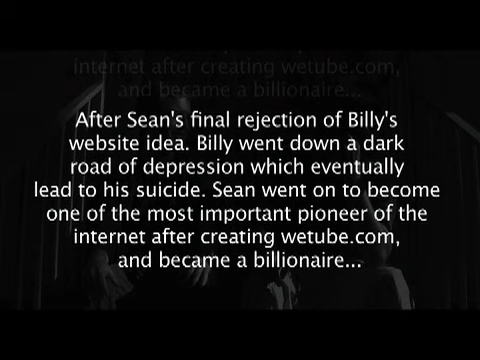 internet after creating wetube.com,
and became a billionaire...
After Sean's final rejection of Billy's
website idea. Billy went down a dark
road of depression which eventually
lead to his suicide. Sean went on to become
one of the most important pioneer of the
internet after creating wetube.com,
and became a billionaire...